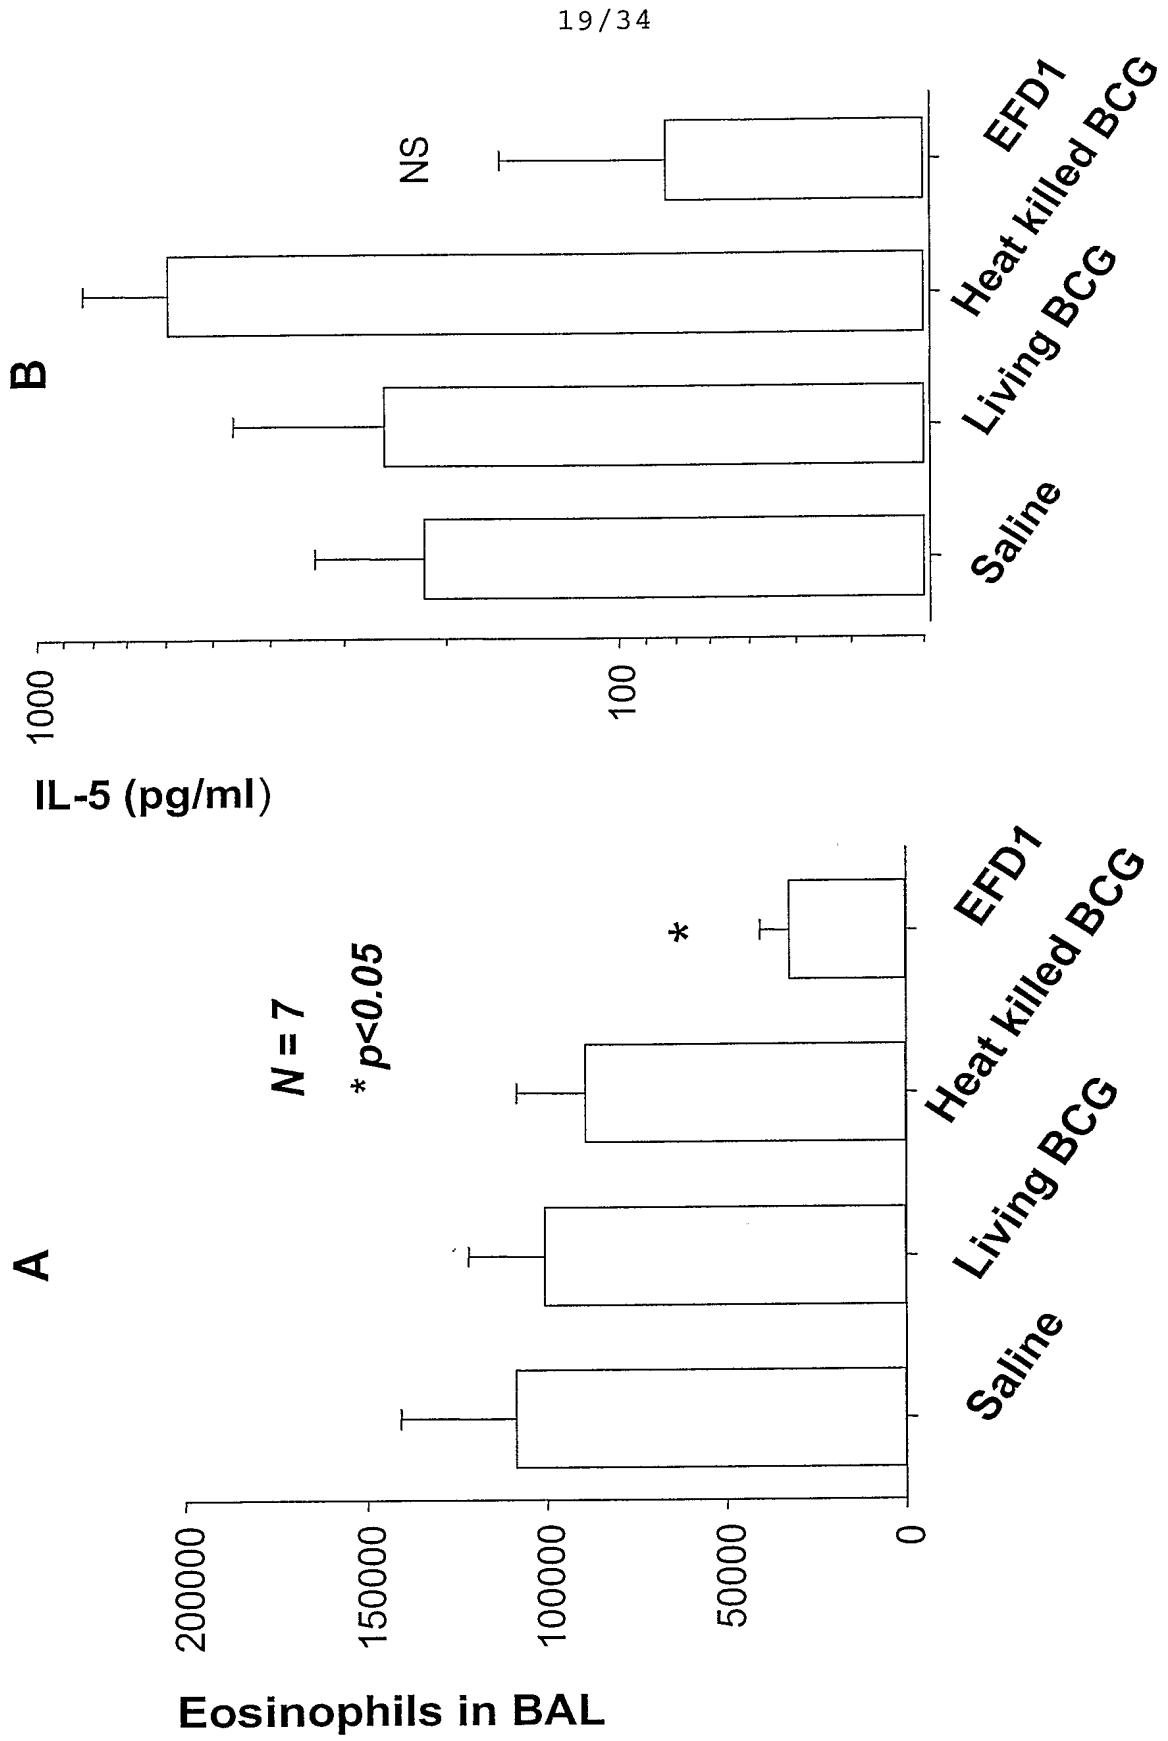 19/34
A
Eosinophils in BAL
200000
150000
100000
50000
0
N = 7
* p<0.05
*
Saline
Living BCG
Heat killed BCG
EFD1
B
IL-5 (pg/ml)
1000
100
NS
Saline
Living BCG
Heat killed BCG
EFD1